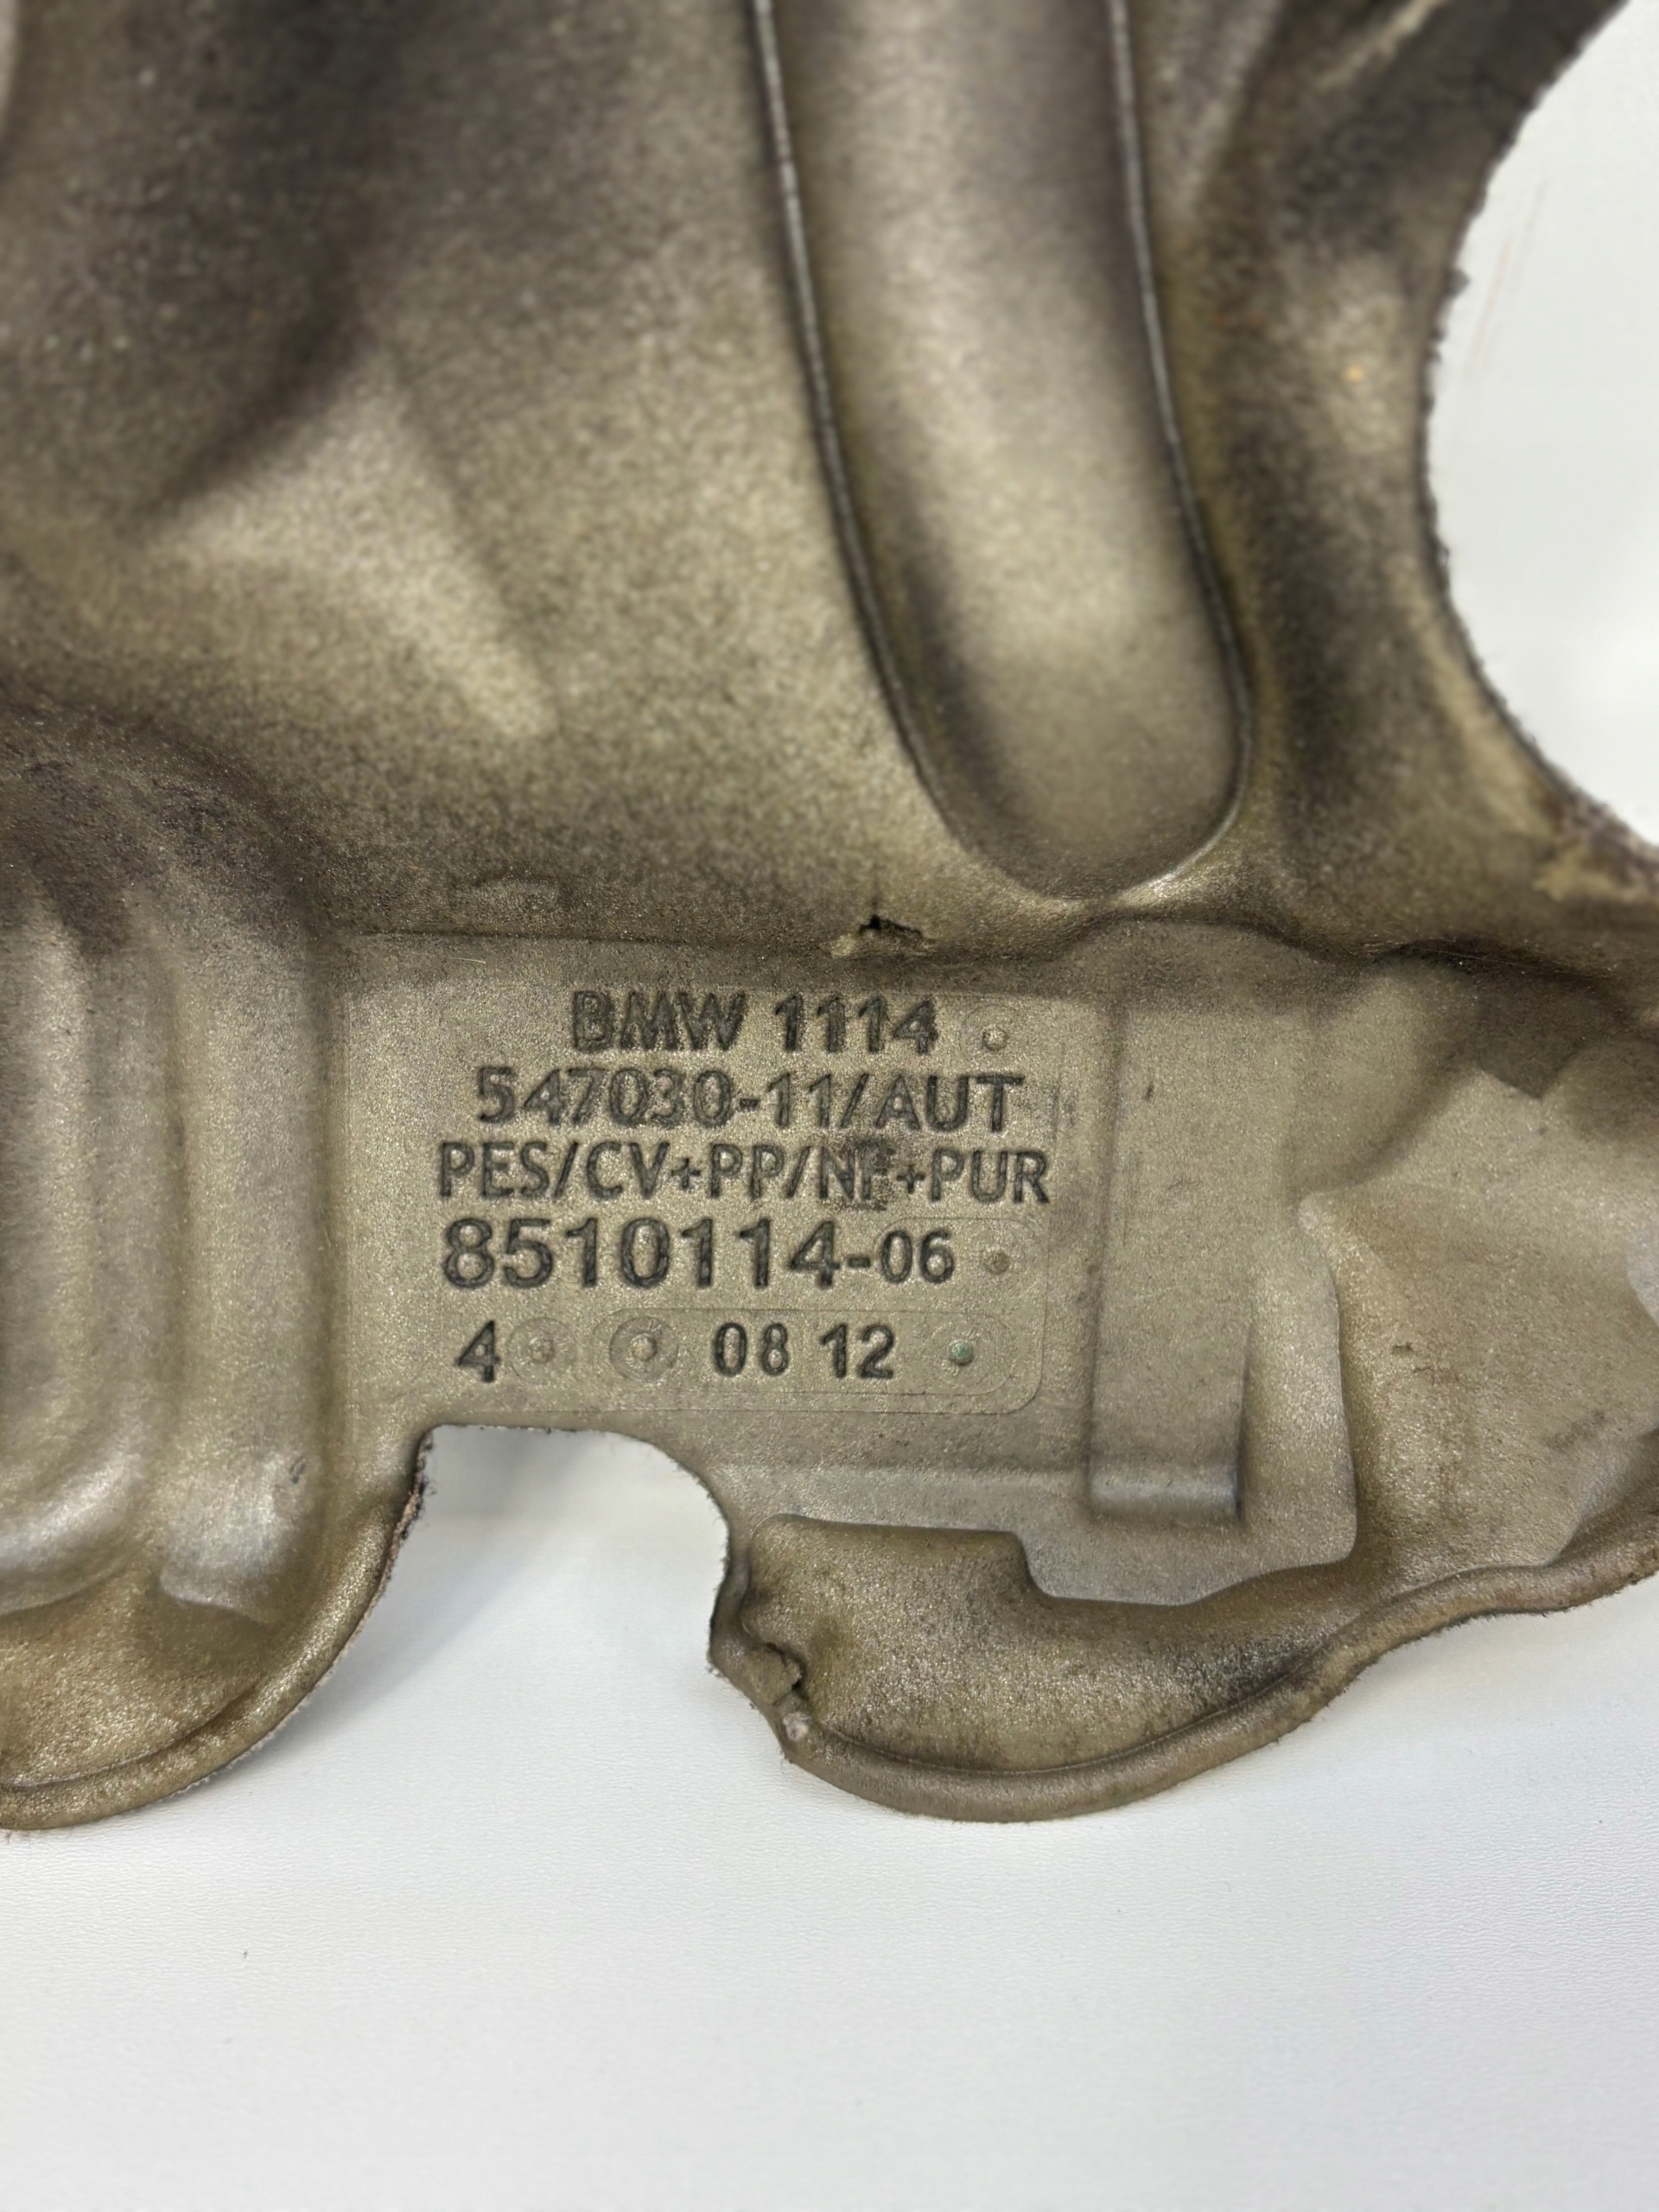 BMW 1114
547030-11/AUT
PES/CV+PP/NF+PUR
8510114-06
4 08 12